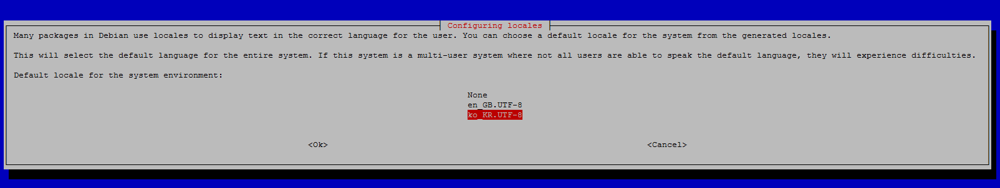 Configuring locales
Many packages in Debian use locales to display text in the correct language for the user. You can choose a default locale for the system from the generated locales.
This will select the default language for the entire system. If this system is a multi-user system where not all users are able to speak the default language, they will experience difficulties.
Default locale for the system environment:
None
en_GB.UTF-8
ko_KR.UTF-8
<Ok> <Cancel>